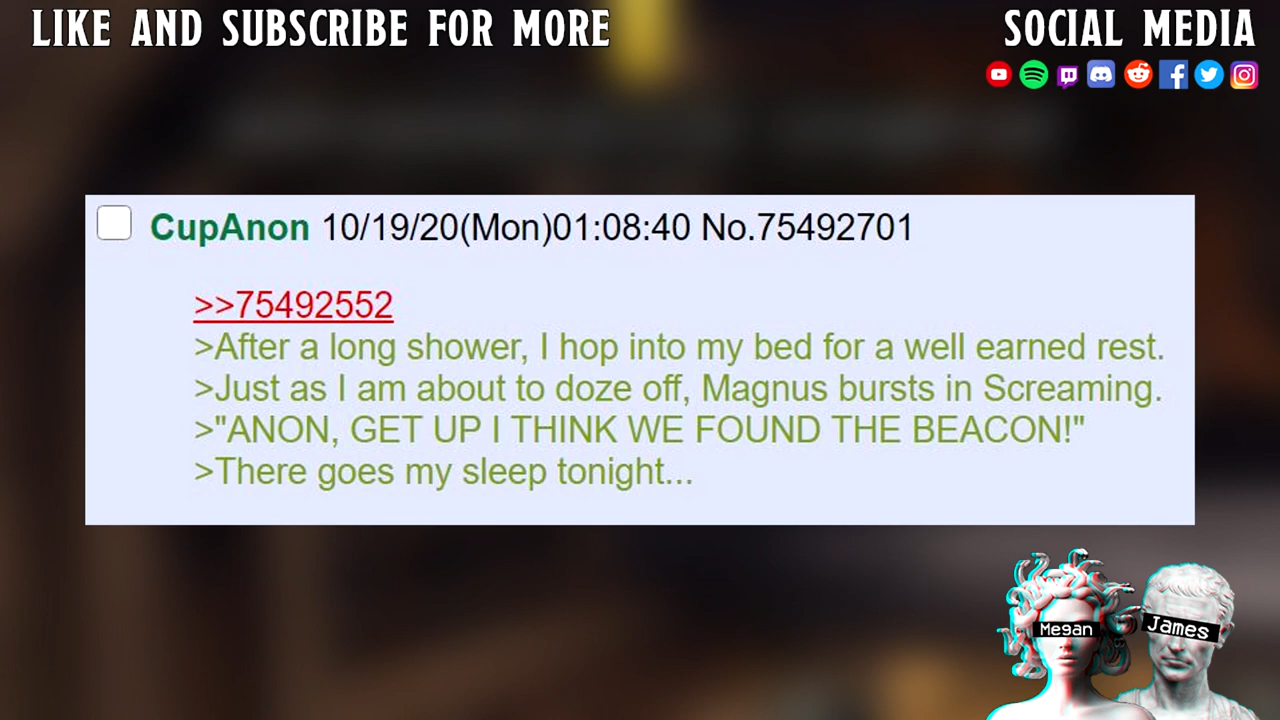 LIKE AND SUBSCRIBE FOR MORE
SOCIAL MEDIA
CupAnon 10/19/20(Mon)01:08:40 No.75492701
>>75492552
>After a long shower, I hop into my bed for a well earned rest.
>Just as I am about to doze off, Magnus bursts in Screaming.
>"ANON, GET UP I THINK WE FOUND THE BEACON!"
>There goes my sleep tonight...
Megan
James